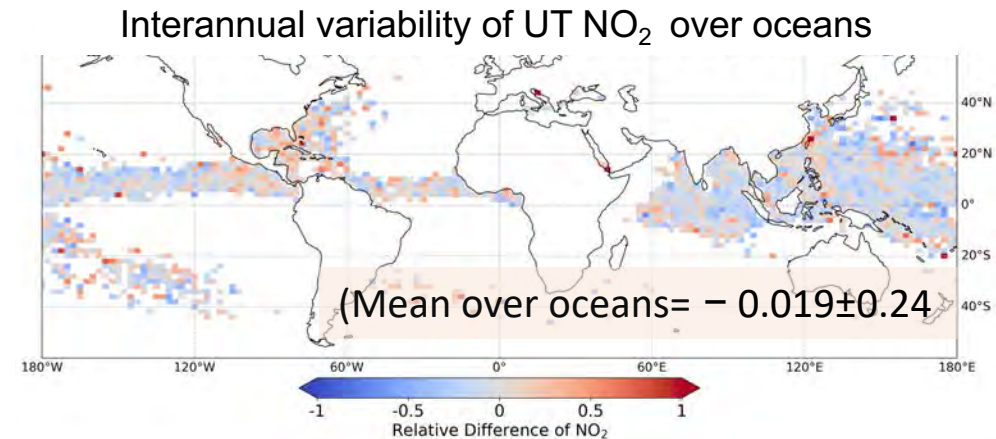 Interannual variability of UT NO₂ over oceans
40°N
20°N
0°
20°S
(Mean over oceans= − 0.019±0.24
40°S
180°W 120°W 60°W 0° 60°E 120°E 180°E
-1 -0.5 0 0.5 1
Relative Difference of NO₂